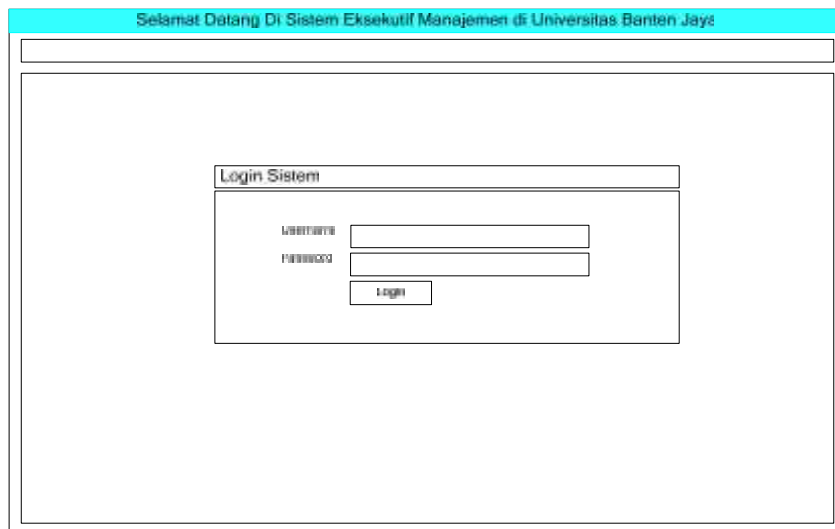 Selamat Datang Di Sistem Eksekutif Manajemen di Universitas Banten Jaya
Login Sistem
Username
Password
Login